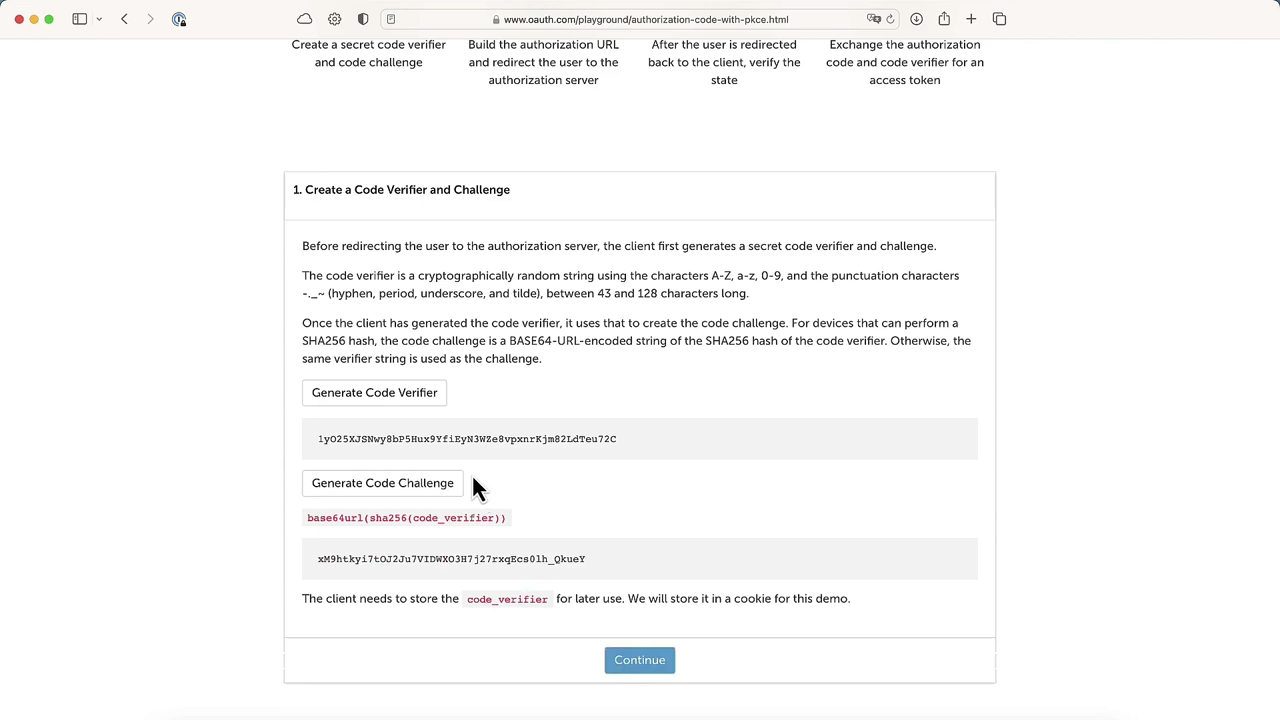 www.oauth.com/playground/authorization-code-with-pkce.html
Create a secret code verifier and code challenge
Build the authorization URL and redirect the user to the authorization server
After the user is redirected back to the client, verify the state
Exchange the authorization code and code verifier for an access token
1. Create a Code Verifier and Challenge
Before redirecting the user to the authorization server, the client first generates a secret code verifier and challenge.
The code verifier is a cryptographically random string using the characters A-Z, a-z, 0-9, and the punctuation characters
-._~ (hyphen, period, underscore, and tilde), between 43 and 128 characters long.
Once the client has generated the code verifier, it uses that to create the code challenge. For devices that can perform a
SHA256 hash, the code challenge is a BASE64-URL-encoded string of the SHA256 hash of the code verifier. Otherwise, the
same verifier string is used as the challenge.
Generate Code Verifier
1yO25XJSNwy8bP5Hux9YfiEyN3WZe8vpxnrKjm82LdTeu72C
Generate Code Challenge
base64url(sha256(code_verifier))
xM9htkyi7tOJ2Ju7VIDWXO3H7j27rxqEcs0lh_QkueY
The client needs to store the code_verifier for later use. We will store it in a cookie for this demo.
Continue